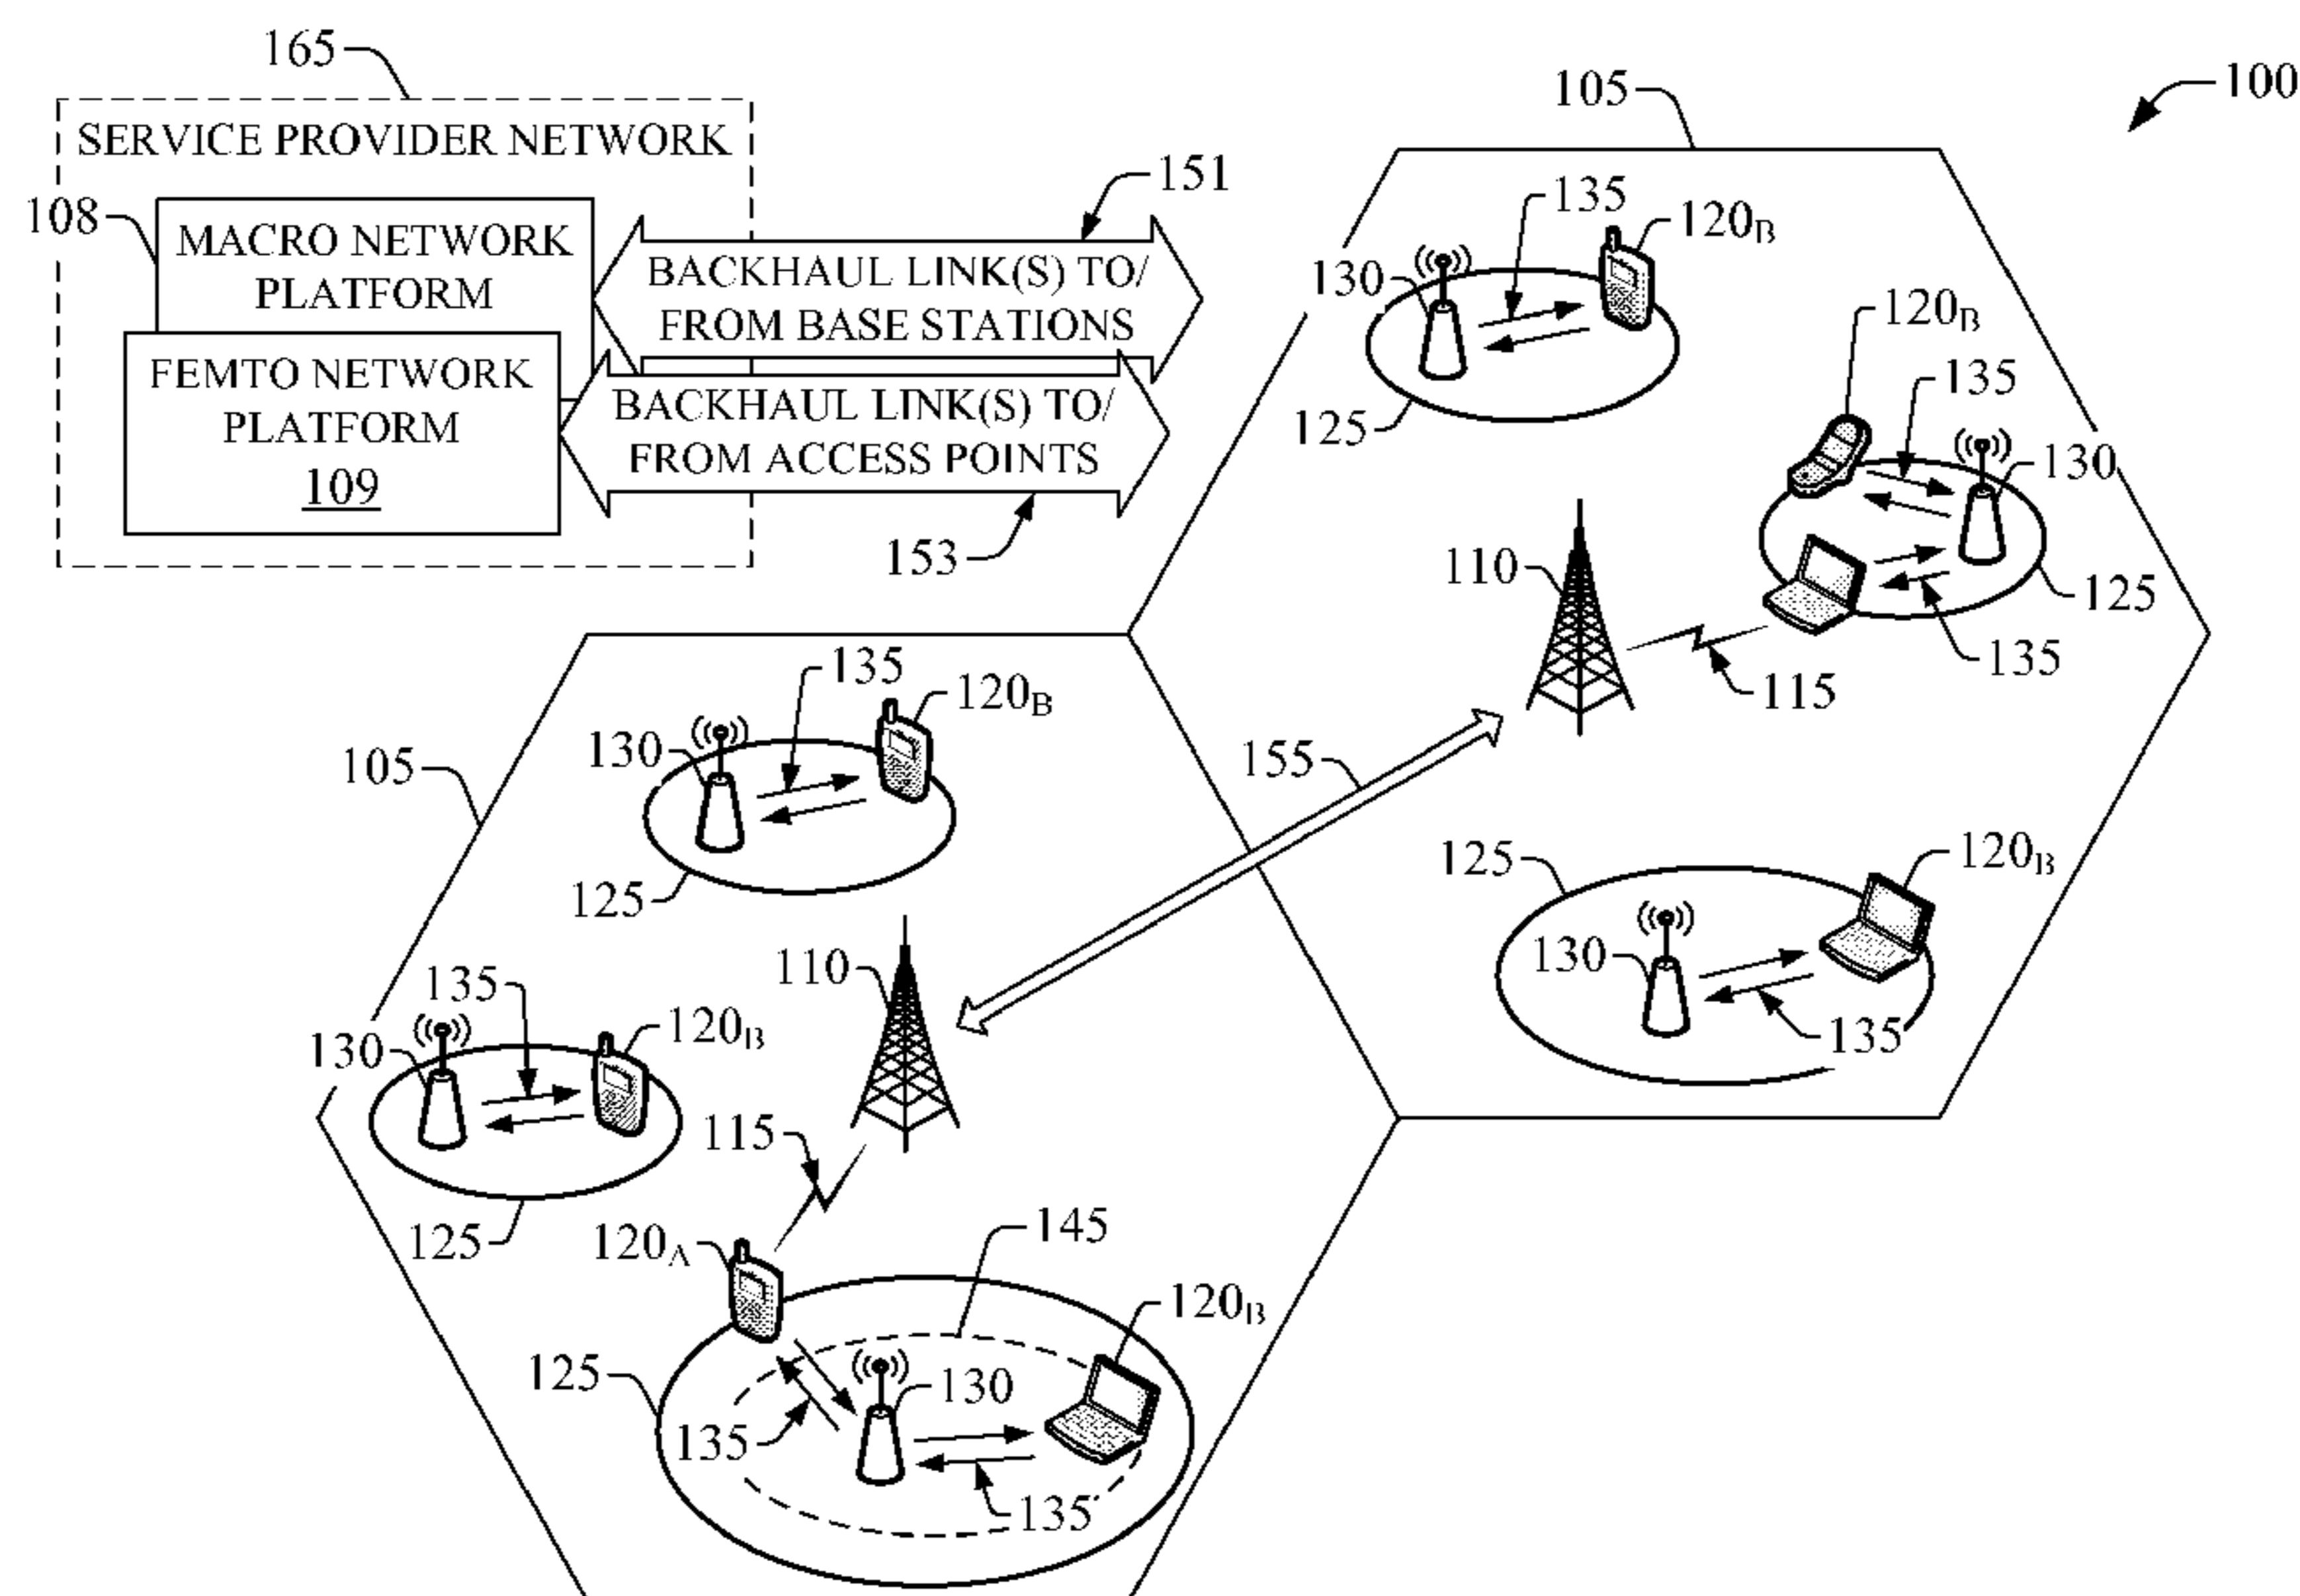 165
SERVICE PROVIDER NETWORK
108
MACRO NETWORK
PLATFORM
FEMTO NETWORK
PLATFORM
109
151
BACKHAUL LINK(S) TO/
FROM BASE STATIONS
BACKHAUL LINK(S) TO/
FROM ACCESS POINTS
153
100
105
135
120B
130
125
120B
135
130
125
135
110
115
155
125
120B
130
135
105
135
120B
130
125
110
135
120B
130
125
115
120A
145
120B
125
130
135
135